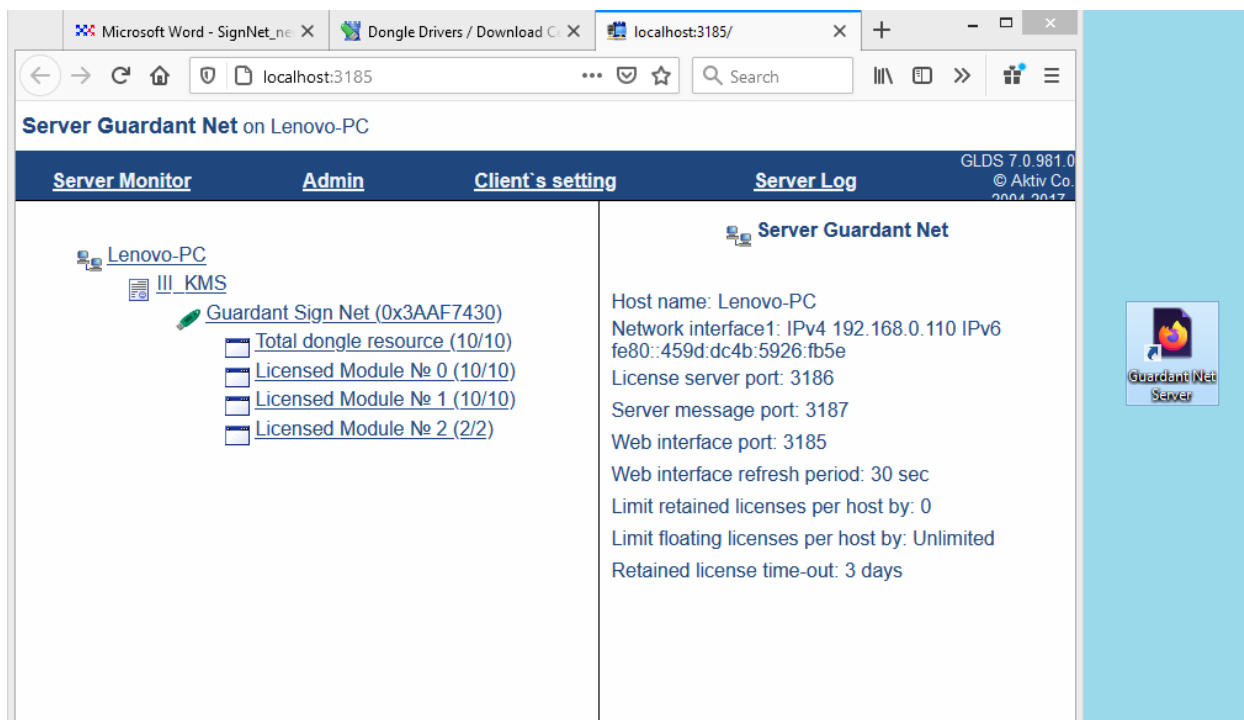 Microsoft Word - SignNet_ne
Dongle Drivers / Download C
localhost:3185/
localhost:3185
Search
Server Guardant Net on Lenovo-PC
Server Monitor
Admin
Client`s setting
Server Log
GLDS 7.0.981.0
© Aktiv Co.
2004-2017
Lenovo-PC
III_KMS
Guardant Sign Net (0x3AAF7430)
Total dongle resource (10/10)
Licensed Module № 0 (10/10)
Licensed Module № 1 (10/10)
Licensed Module № 2 (2/2)
Server Guardant Net
Host name: Lenovo-PC
Network interface1: IPv4 192.168.0.110 IPv6
fe80::459d:dc4b:5926:fb5e
License server port: 3186
Server message port: 3187
Web interface port: 3185
Web interface refresh period: 30 sec
Limit retained licenses per host by: 0
Limit floating licenses per host by: Unlimited
Retained license time-out: 3 days
Guardant Net
Server